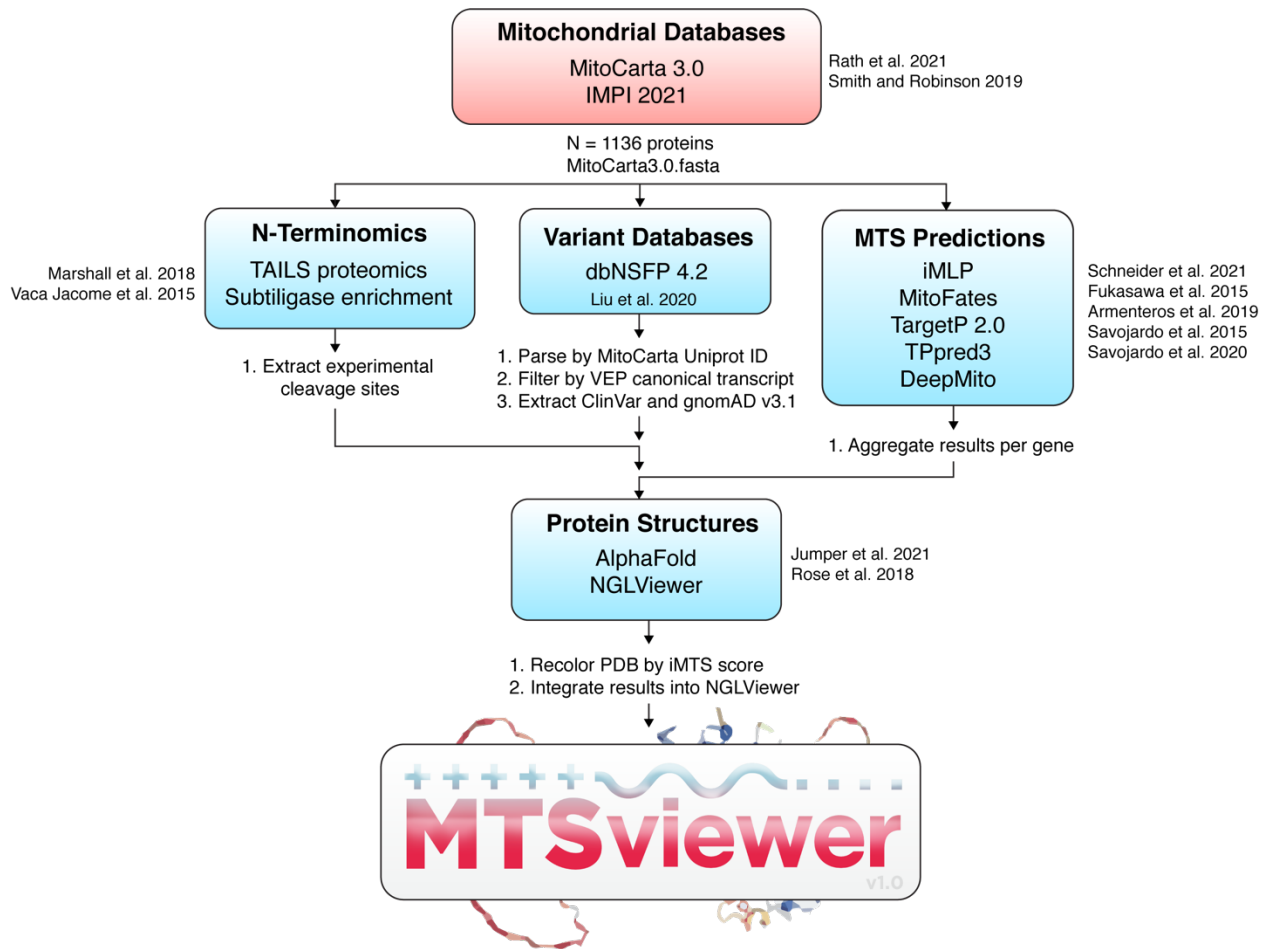 Mitochondrial Databases
MitoCarta 3.0
IMPI 2021
Rath et al. 2021
Smith and Robinson 2019
N = 1136 proteins
MitoCarta3.0.fasta
N-Terminomics
TAILS proteomics
Subtiligase enrichment
Marshall et al. 2018
Vaca Jacome et al. 2015
1. Extract experimental
cleavage sites
Variant Databases
dbNSFP 4.2
Liu et al. 2020
1. Parse by MitoCarta Uniprot ID
2. Filter by VEP canonical transcript
3. Extract ClinVar and gnomAD v3.1
MTS Predictions
iMLP
MitoFates
TargetP 2.0
TPpred3
DeepMito
Schneider et al. 2021
Fukasawa et al. 2015
Armenteros et al. 2019
Savojardo et al. 2015
Savojardo et al. 2020
1. Aggregate results per gene
Protein Structures
AlphaFold
NGLViewer
Jumper et al. 2021
Rose et al. 2018
1. Recolor PDB by iMTS score
2. Integrate results into NGLViewer
MTSviewer
v1.0